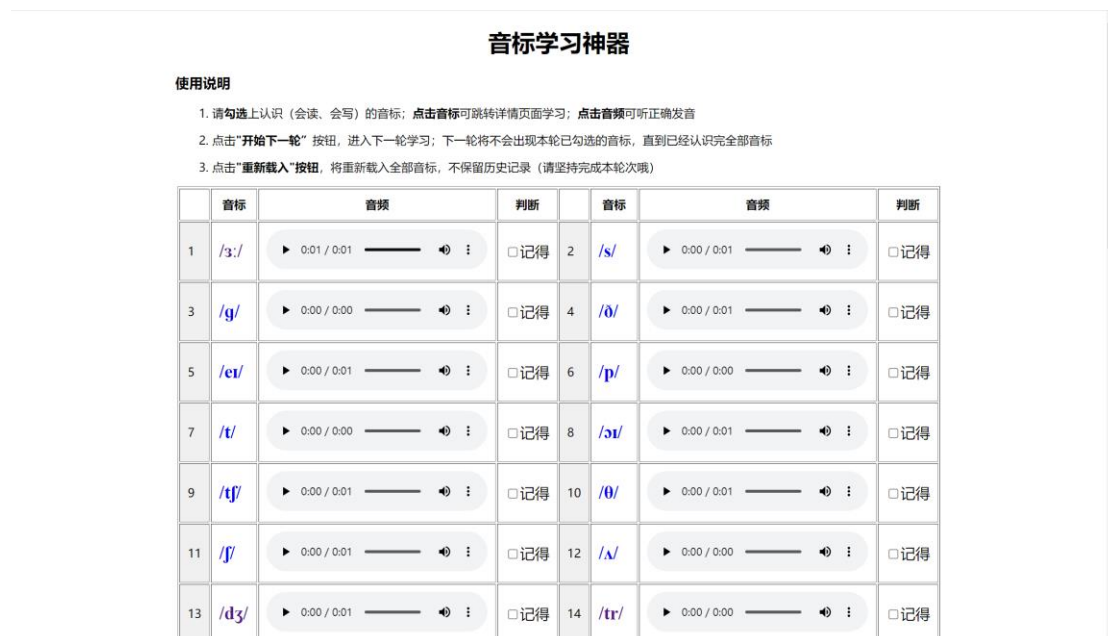 音标学习神器
使用说明
1. 请勾选上认识（会读、会写）的音标；点击音标可跳转详情页面学习；点击音频可听正确发音
2. 点击"开始下一轮”按钮，进入下一轮学习；下一轮将不会出现本轮已勾选的音标，直到已经认识完全部音标
3. 点击"重新载入"按钮，将重新载入全部音标，不保留历史记录（请坚持完成本轮次哦）
音标 音频 判断 音标 音频 判断
1 /ɜː/ 0:01 / 0:01 记得 2 /s/ 0:00 / 0:01 记得
3 /g/ 0:00 / 0:00 记得 4 /ð/ 0:00 / 0:01 记得
5 /eɪ/ 0:00 / 0:01 记得 6 /p/ 0:00 / 0:00 记得
7 /t/ 0:00 / 0:00 记得 8 /ɔɪ/ 0:00 / 0:01 记得
9 /tʃ/ 0:00 / 0:01 记得 10 /θ/ 0:00 / 0:01 记得
11 /ʃ/ 0:00 / 0:01 记得 12 /ʌ/ 0:00 / 0:00 记得
13 /dʒ/ 0:00 / 0:01 记得 14 /tr/ 0:00 / 0:00 记得